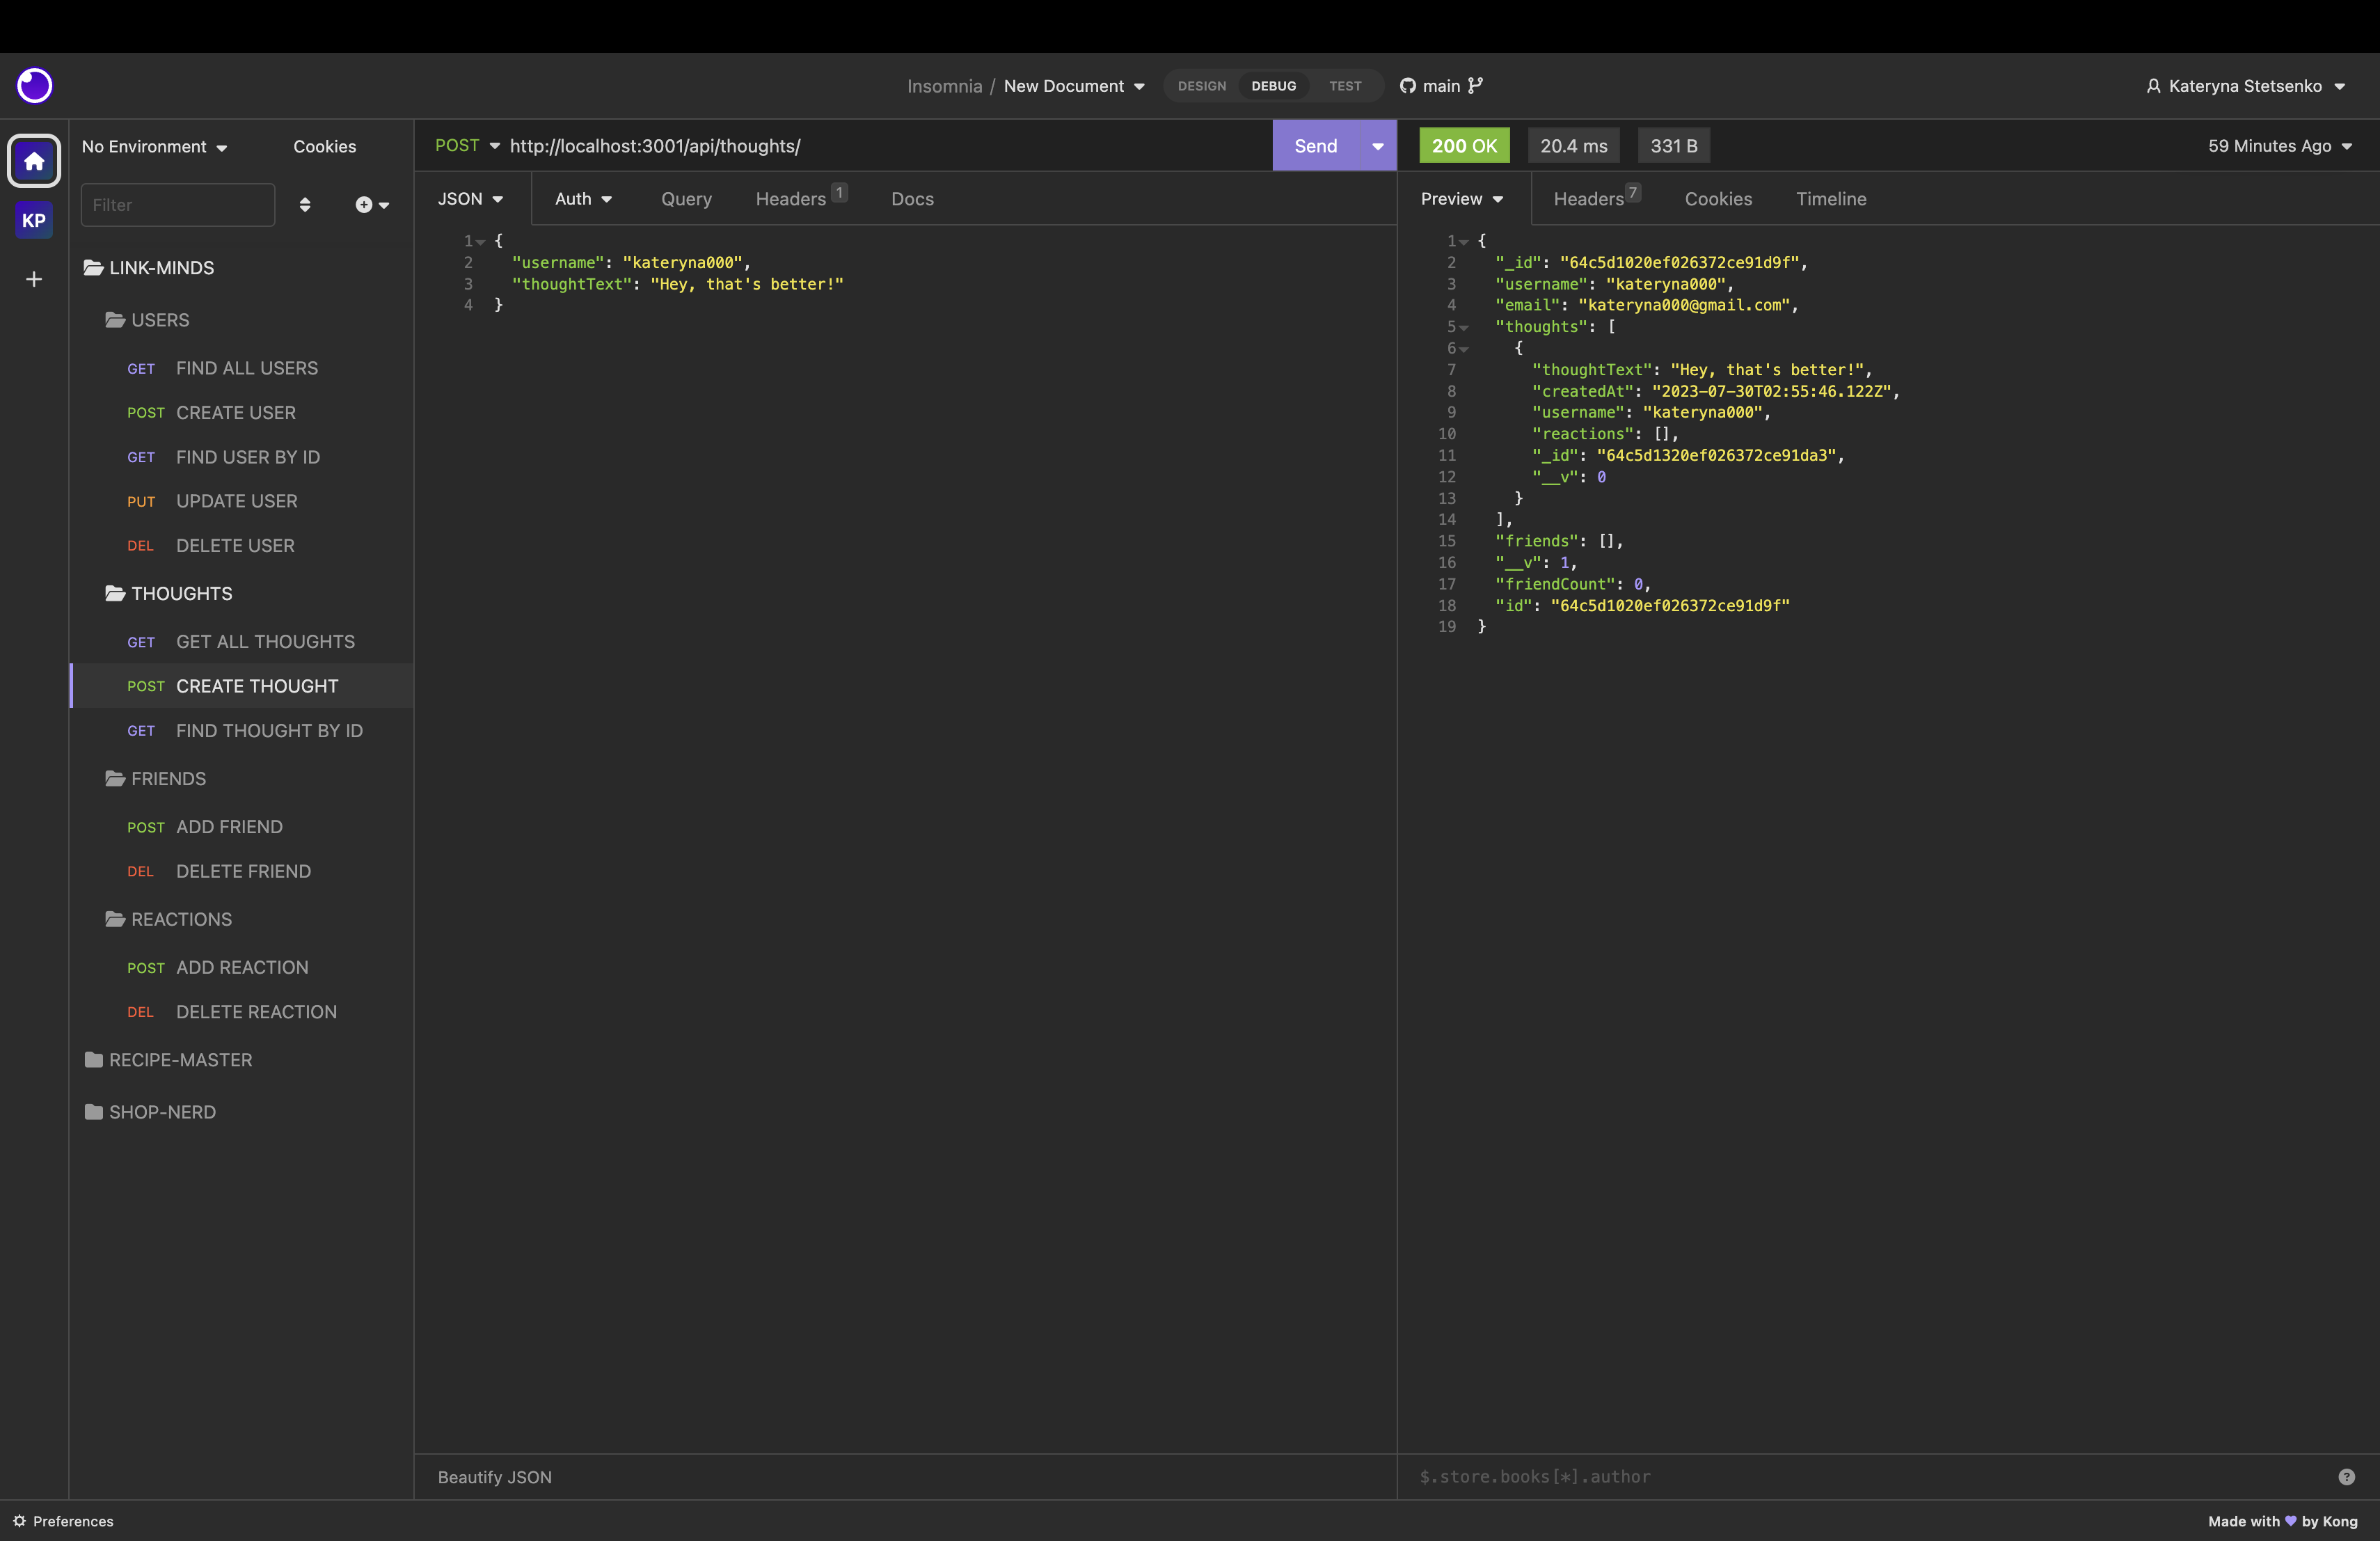 Insomnia / New Document DESIGN DEBUG TEST main Kateryna Stetsenko
KP
No Environment Cookies
Filter
LINK-MINDS
USERS
GET FIND ALL USERS
POST CREATE USER
GET FIND USER BY ID
PUT UPDATE USER
DEL DELETE USER
THOUGHTS
GET GET ALL THOUGHTS
POST CREATE THOUGHT
GET FIND THOUGHT BY ID
FRIENDS
POST ADD FRIEND
DEL DELETE FRIEND
REACTIONS
POST ADD REACTION
DEL DELETE REACTION
RECIPE-MASTER
SHOP-NERD
POST http://localhost:3001/api/thoughts/ Send
JSON Auth Query Headers 1 Docs
1 {
2 "username": "kateryna000",
3 "thoughtText": "Hey, that's better!"
4 }
Beautify JSON
200 OK 20.4 ms 331 B 59 Minutes Ago
Preview Headers 7 Cookies Timeline
1 {
2 "_id": "64c5d1020ef026372ce91d9f",
3 "username": "kateryna000",
4 "email": "kateryna000@gmail.com",
5 "thoughts": [
6 {
7 "thoughtText": "Hey, that's better!",
8 "createdAt": "2023-07-30T02:55:46.122Z",
9 "username": "kateryna000",
10 "reactions": [],
11 "_id": "64c5d1320ef026372ce91da3",
12 "__v": 0
13 }
14 ],
15 "friends": [],
16 "__v": 1,
17 "friendCount": 0,
18 "id": "64c5d1020ef026372ce91d9f"
19 }
$.store.books[*].author ?
Preferences
Made with 💜 by Kong